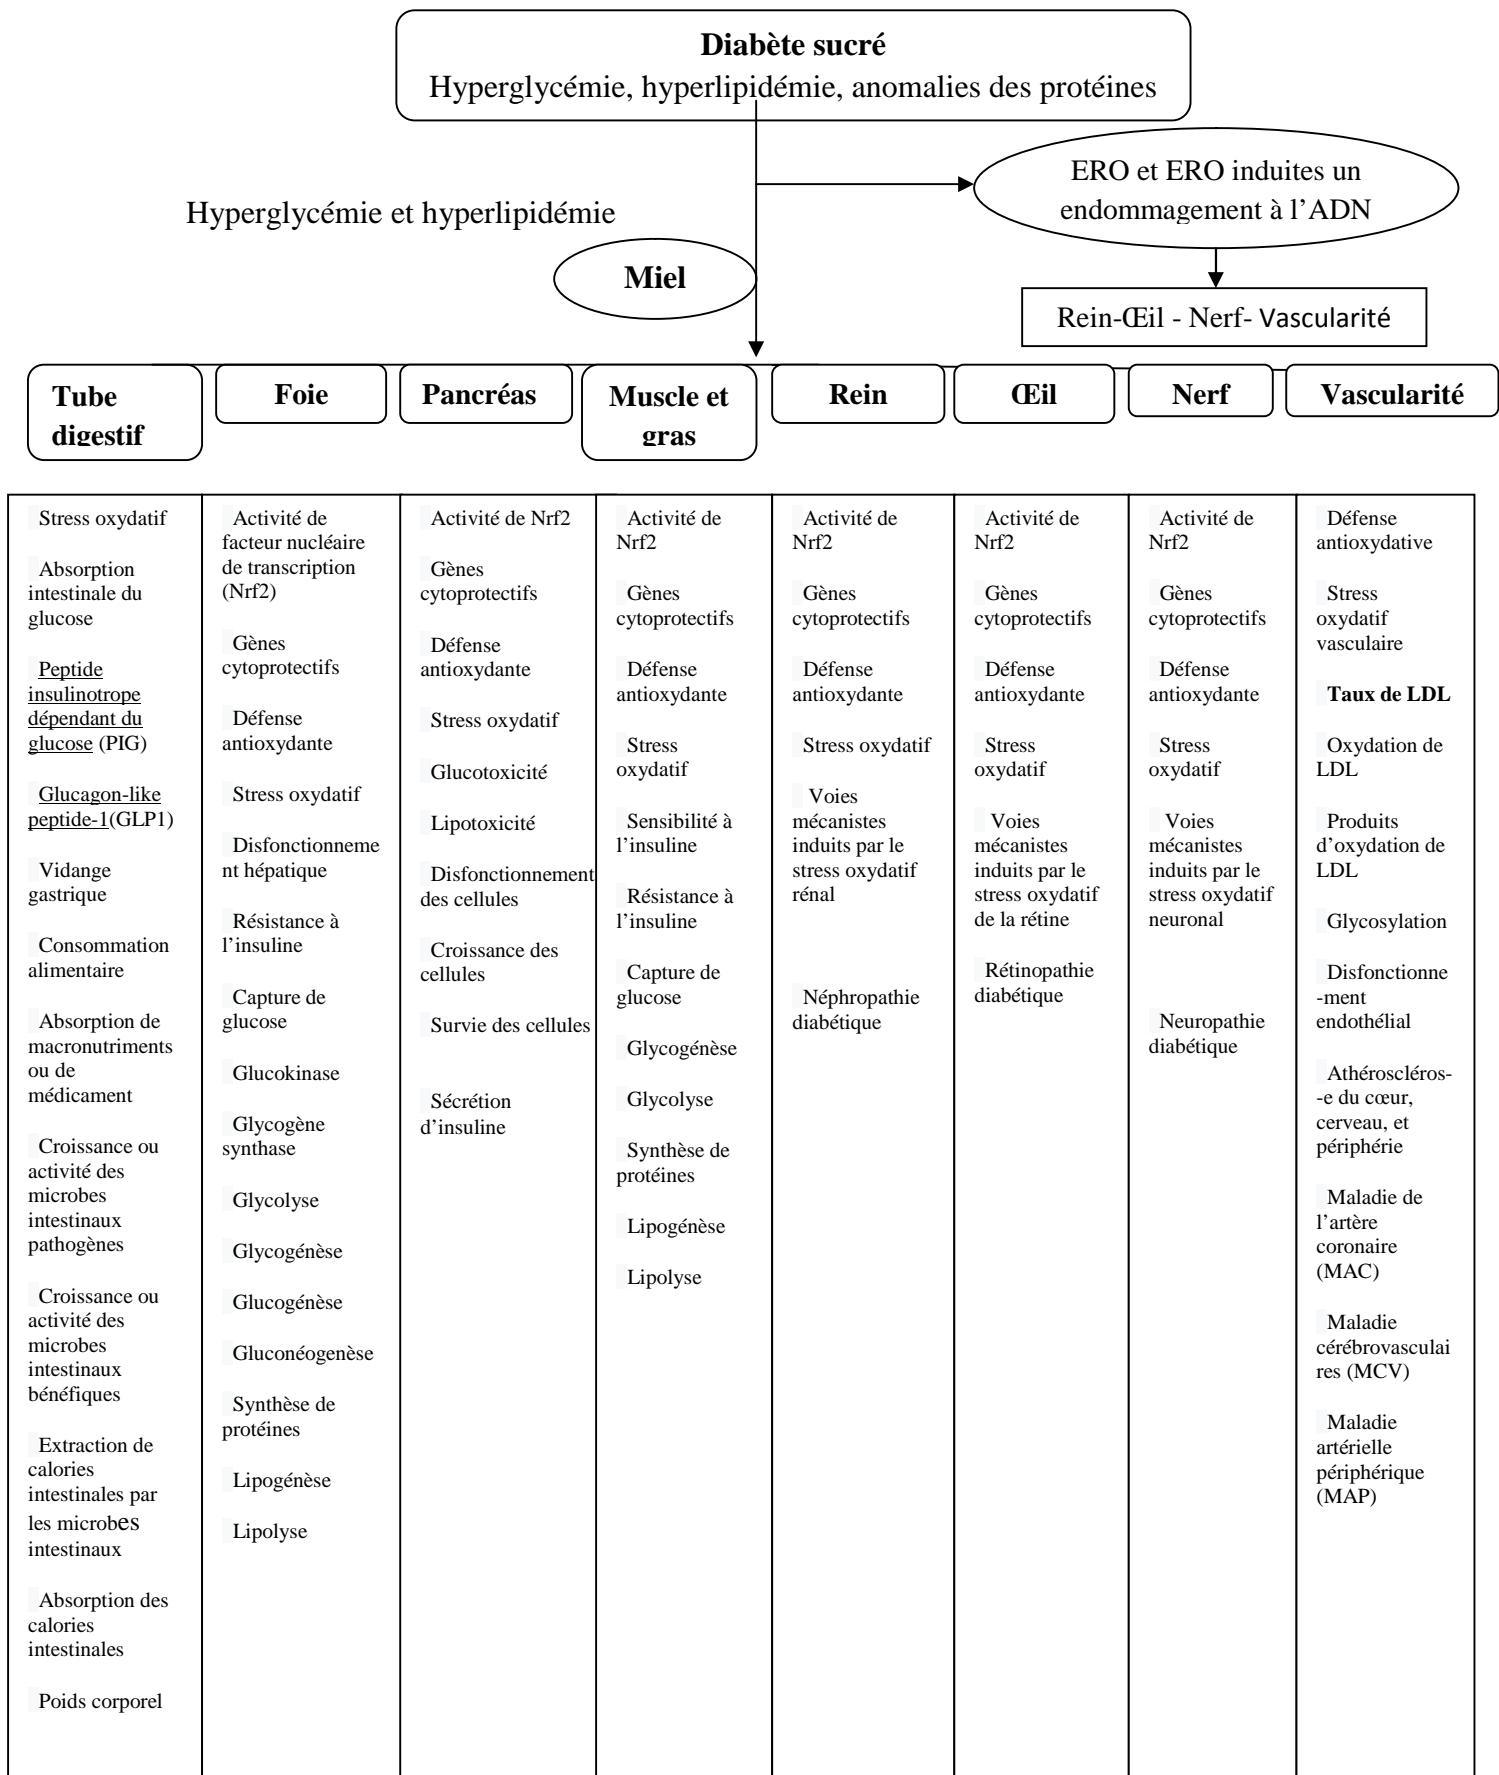 Diabète sucré
Hyperglycémie, hyperlipidémie, anomalies des protéines
ERO et ERO induites un
endommagement à l’ADN
Hyperglycémie et hyperlipidémie
Miel
Rein-Œil - Nerf- Vascularité
Tube
digestif
Foie
Pancréas
Muscle et
gras
Rein
Œil
Nerf
Vascularité
Stress oxydatif
Absorption
intestinale du
glucose
Peptide
insulinotrope
dépendant du
glucose (PIG)
Glucagon-like
peptide-1(GLP1)
Vidange
gastrique
Consommation
alimentaire
Absorption de
macronutriments
ou de
médicament
Croissance ou
activité des
microbes
intestinaux
pathogènes
Croissance ou
activité des
microbes
intestinaux
bénéfiques
Extraction de
calories
intestinales par
les microbes
intestinaux
Absorption des
calories
intestinales
Poids corporel
Activité de
facteur nucléaire
de transcription
(Nrf2)
Gènes
cytoprotectifs
Défense
antioxydante
Stress oxydatif
Disfonctionneme
nt hépatique
Résistance à
l’insuline
Capture de
glucose
Glucokinase
Glycogène
synthase
Glycolyse
Glycogénèse
Glucogénèse
Gluconéogenèse
Synthèse de
protéines
Lipogénèse
Lipolyse
Activité de Nrf2
Gènes
cytoprotectifs
Défense
antioxydante
Stress oxydatif
Glucotoxicité
Lipotoxicité
Disfonctionnement
des cellules
Croissance des
cellules
Survie des cellules
Sécrétion
d’insuline
Activité de
Nrf2
Gènes
cytoprotectifs
Défense
antioxydante
Stress
oxydatif
Sensibilité à
l’insuline
Résistance à
l’insuline
Capture de
glucose
Glycogénèse
Glycolyse
Synthèse de
protéines
Lipogénèse
Lipolyse
Activité de
Nrf2
Gènes
cytoprotectifs
Défense
antioxydante
Stress oxydatif
Voies
mécanistes
induits par le
stress oxydatif
rénal
Néphropathie
diabétique
Activité de
Nrf2
Gènes
cytoprotectifs
Défense
antioxydante
Stress
oxydatif
Voies
mécanistes
induits par le
stress oxydatif
de la rétine
Rétinopathie
diabétique
Activité de
Nrf2
Gènes
cytoprotectifs
Défense
antioxydante
Stress
oxydatif
Voies
mécanistes
induits par le
stress oxydatif
neuronal
Neuropathie
diabétique
Défense
antioxydative
Stress
oxydatif
vasculaire
Taux de LDL
Oxydation de
LDL
Produits
d’oxydation de
LDL
Glycosylation
Disfonctionne
-ment
endothélial
Athéroscléros-
-e du cœur,
cerveau, et
périphérie
Maladie de
l’artère
coronaire
(MAC)
Maladie
cérébrovasculai
res (MCV)
Maladie
artérielle
périphérique
(MAP)